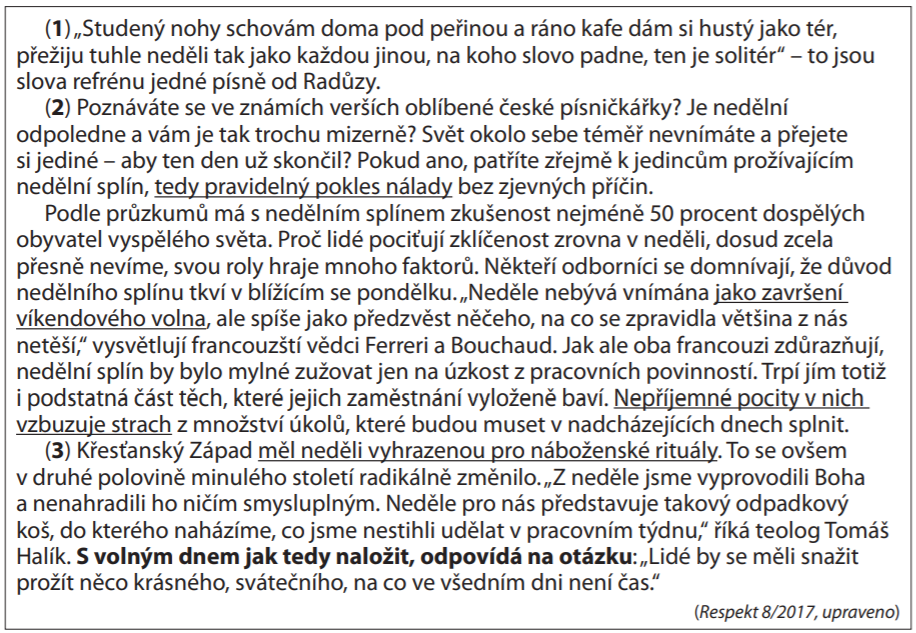 (1) „Studený nohy schovám doma pod peřinou a ráno kafe dám si hustý jako tér,
přežiju tuhle neděli tak jako každou jinou, na koho slovo padne, ten je solitér“ – to jsou
slova refrénu jedné písně od Radůzy.
(2) Poznáváte se ve známích verších oblíbené české písničkářky? Je nedělní
odpoledne a vám je tak trochu mizerně? Svět okolo sebe téměř nevnímáte a přejete
si jediné – aby ten den už skončil? Pokud ano, patříte zřejmě k jedincům prožívajícím
nedělní splín, tedy pravidelný pokles nálady bez zjevných příčin.
Podle průzkumů má s nedělním splínem zkušenost nejméně 50 procent dospělých
obyvatel vyspělého světa. Proč lidé pociťují zklíčenost zrovna v neděli, dosud zcela
přesně nevíme, svou roly hraje mnoho faktorů. Někteří odborníci se domnívají, že důvod
nedělního splínu tkví v blížícím se pondělku. „Neděle nebývá vnímána jako završení
víkendového volna, ale spíše jako předzvěst něčeho, na co se zpravidla většina z nás
netěší,“ vysvětlují francouzští vědci Ferreri a Bouchaud. Jak ale oba francouzi zdůrazňují,
nedělní splín by bylo mylné zužovat jen na úzkost z pracovních povinností. Trpí jím totiž
i podstatná část těch, které jejich zaměstnání vyloženě baví. Nepříjemné pocity v nich
vzbuzuje strach z množství úkolů, které budou muset v nadcházejících dnech splnit.
(3) Křesťanský Západ měl neděli vyhrazenou pro náboženské rituály. To se ovšem
v druhé polovině minulého století radikálně změnilo. „Z neděle jsme vyprovodili Boha
a nenahradili ho ničím smysluplným. Neděle pro nás představuje takový odpadkový
koš, do kterého naházíme, co jsme nestihli udělat v pracovním týdnu,“ říká teolog Tomáš
Halík. S volným dnem jak tedy naložit, odpovídá na otázku: „Lidé by se měli snažit
prožít něco krásného, svátečního, na co ve všedním dni není čas.“
(Respekt 8/2017, upraveno)